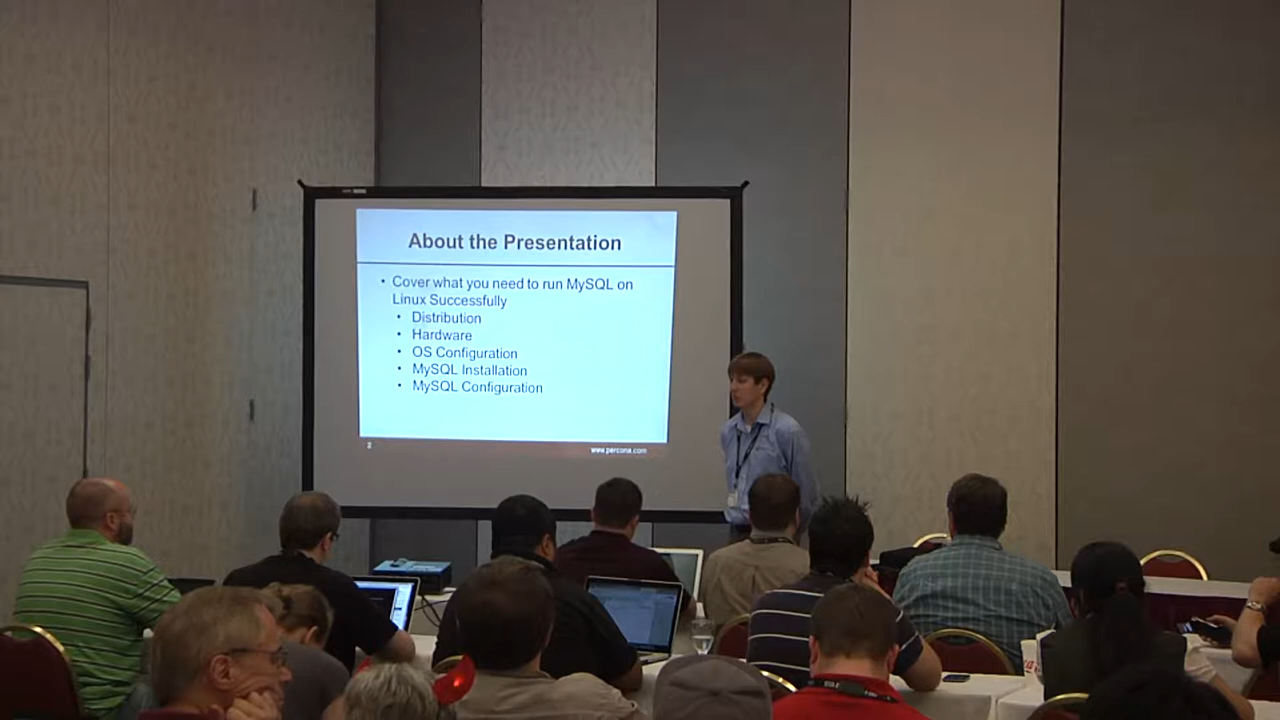 About the Presentation
• Cover what you need to run MySQL on
Linux Successfully
• Distribution
• Hardware
• OS Configuration
• MySQL Installation
• MySQL Configuration
2
www.percona.com